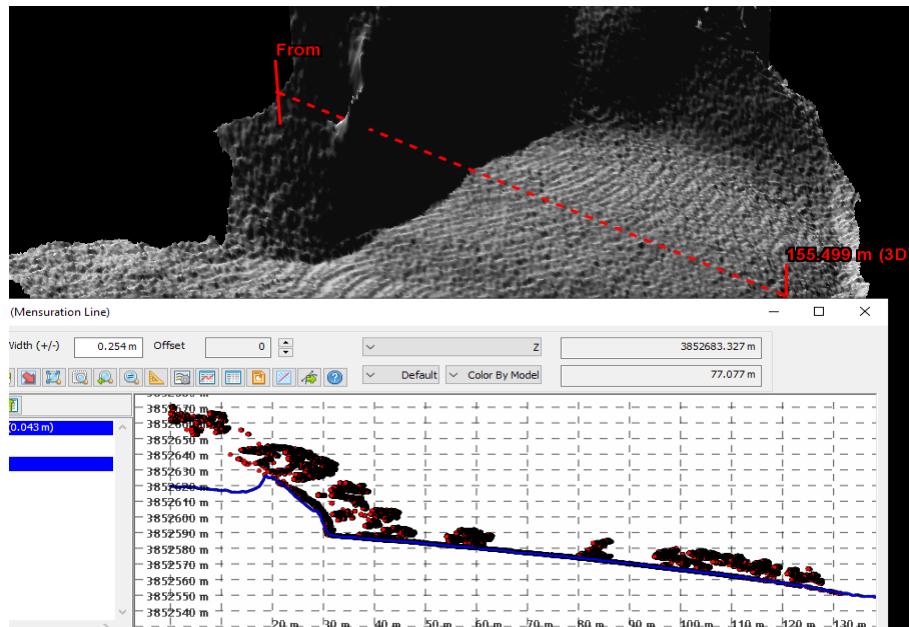 From
155.499 m (3D
(Mensuration Line)
Width (+/-) 0.254 m Offset 0 Z 3852683.327 m
Default Color By Model 77.077 m
(0.043 m)
3852670 m
3852660 m
3852650 m
3852640 m
3852630 m
3852620 m
3852610 m
3852600 m
3852590 m
3852580 m
3852570 m
3852560 m
3852550 m
3852540 m
20 m 30 m 40 m 50 m 60 m 70 m 80 m 90 m 100 m 110 m 120 m 130 m